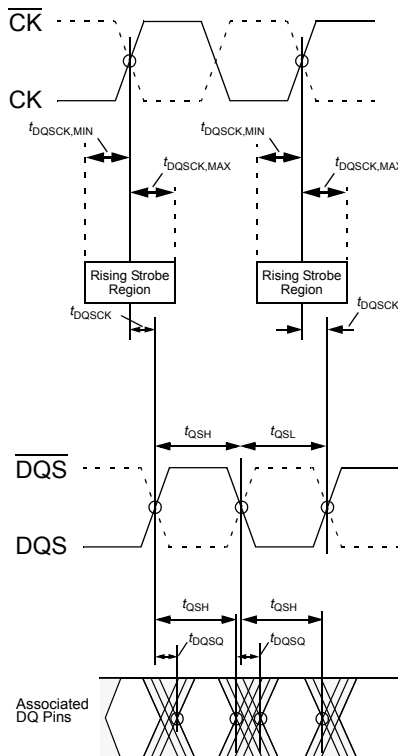 CK
CK
tDQSCK,MIN
tDQSCK,MIN
tDQSCK,MAX
tDQSCK,MAX
Rising Strobe
Region
Rising Strobe
Region
tDQSCK
tDQSCK
tQSH
tQSL
DQS
DQS
tQSH
tQSH
tDQSQ
tDQSQ
Associated
DQ Pins